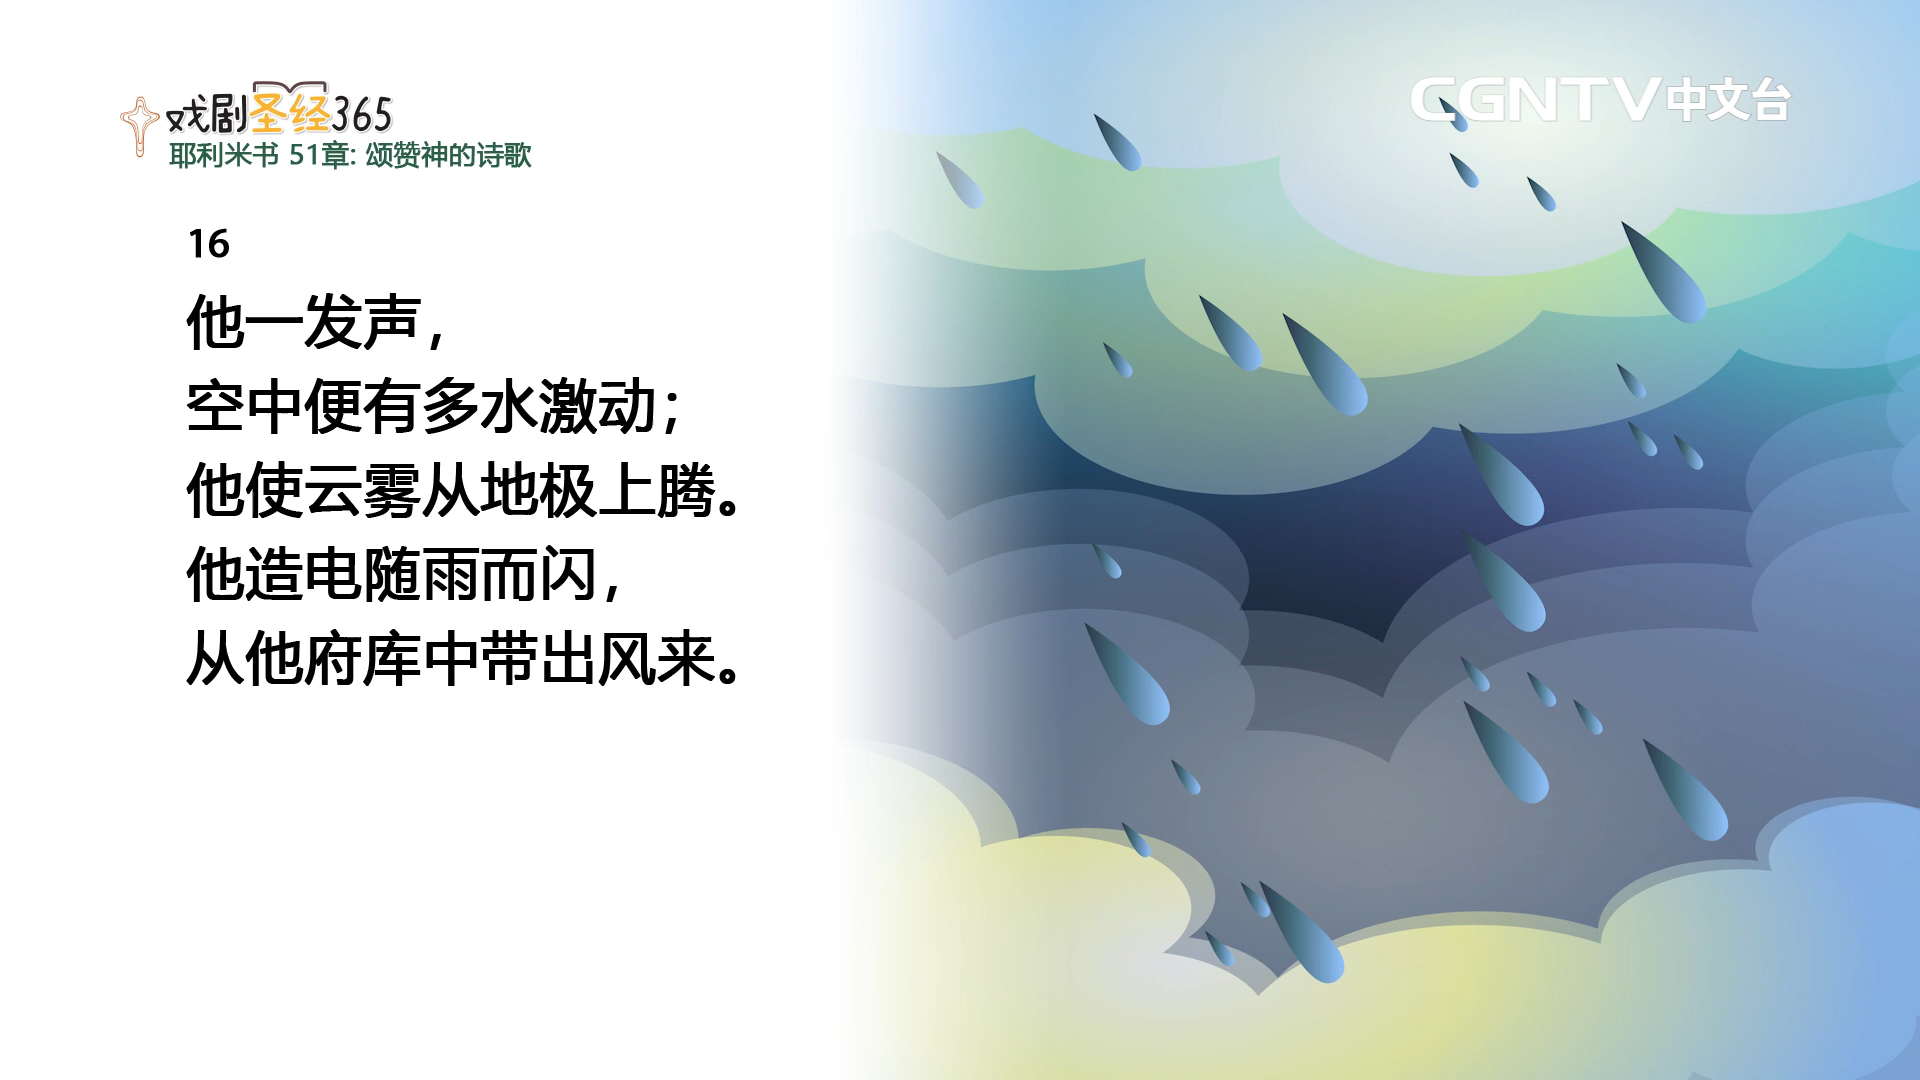 戏剧圣经365
耶利米书 51章: 颂赞神的诗歌
CGNTV中文台
16
他一发声，
空中便有多水激动；
他使云雾从地极上腾。
他造电随雨而闪，
从他府库中带出风来。